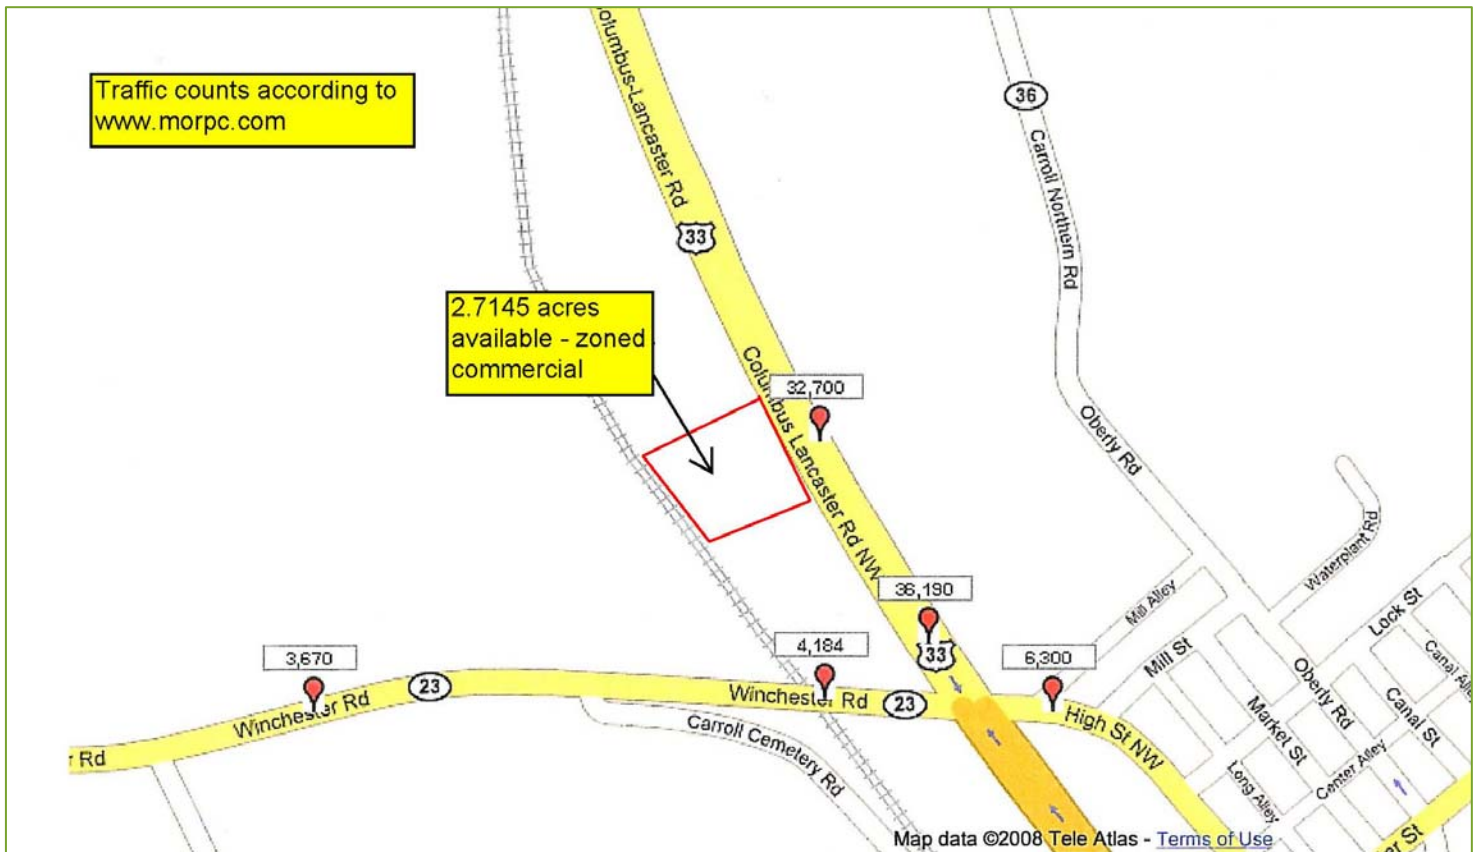 Traffic counts according to
www.morpc.com
36
Columbus-Lancaster Rd
Carroll Northern Rd
33
2.7145 acres
available - zoned
commercial
32,700
Columbus Lancaster Rd NW
Oberly Rd
Waterplant Rd
36,190
Mill Alley
Lock St
33
3,670
4,184
6,300
Mill St
Canal
Oberly Rd
23
Winchester Rd
Winchester Rd
23
High St NW
Market St
Canal St
Carroll Cemetery Rd
Center Alley
Long Alley
Rd
St
Map data ©2008 Tele Atlas - Terms of Use